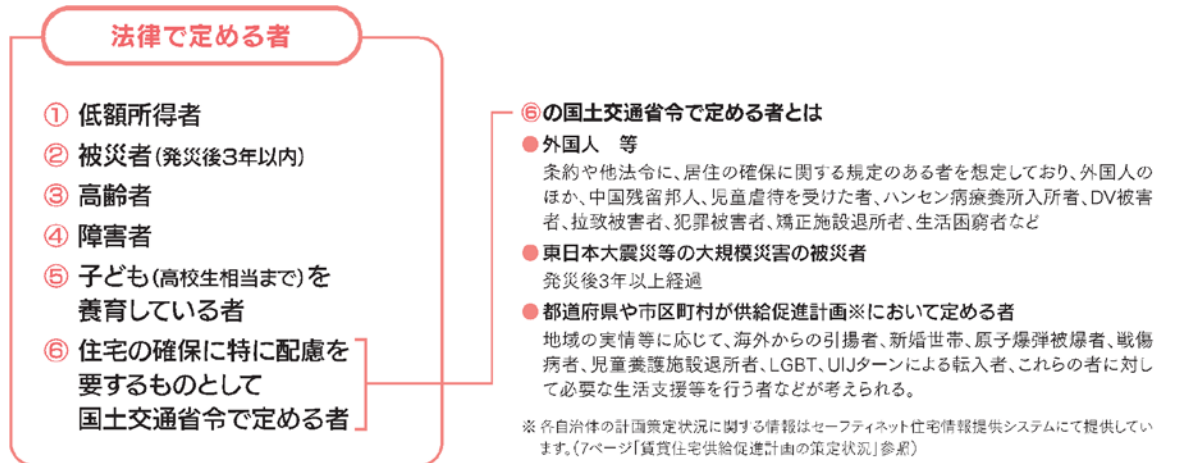 法律で定める者
① 低額所得者
② 被災者(発災後3年以内)
③ 高齢者
④ 障害者
⑤ 子ども(高校生相当まで)を
養育している者
⑥ 住宅の確保に特に配慮を
要するものとして
国土交通省令で定める者
⑥の国土交通省令で定める者とは
●外国人 等
条約や他法令に、居住の確保に関する規定のある者を想定しており、外国人の
ほか、中国残留邦人、児童虐待を受けた者、ハンセン病療養所入所者、DV被害
者、拉致被害者、犯罪被害者、矯正施設退所者、生活困窮者など
●東日本大震災等の大規模災害の被災者
発災後3年以上経過
●都道府県や市区町村が供給促進計画※において定める者
地域の実情等に応じて、海外からの引揚者、新婚世帯、原子爆弾被爆者、戦傷
病者、児童養護施設退所者、LGBT、UIJターンによる転入者、これらの者に対し
て必要な生活支援等を行う者などが考えられる。
※各自治体の計画策定状況に関する情報はセーフティネット住宅情報提供システムにて提供してい
ます。(7ページ「賃貸住宅供給促進計画の策定状況」参照)